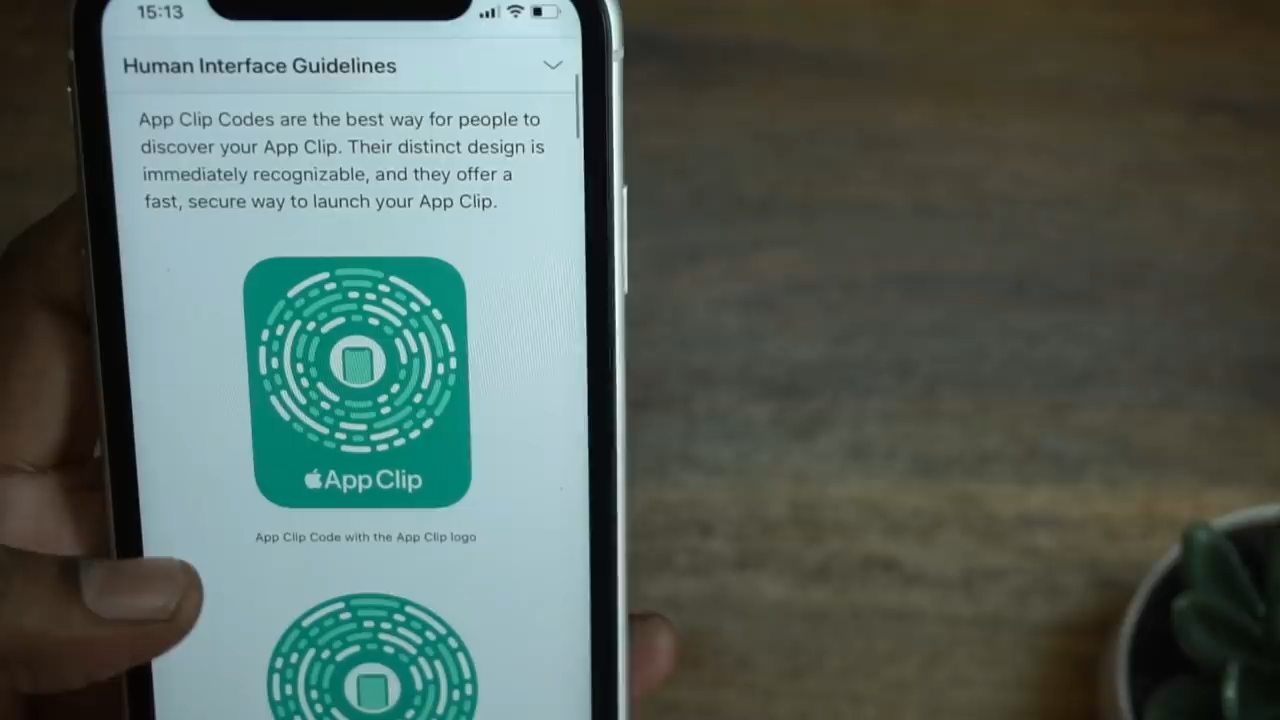 15:13
Human Interface Guidelines
App Clip Codes are the best way for people to
discover your App Clip. Their distinct design is
immediately recognizable, and they offer a
fast, secure way to launch your App Clip.
App Clip
App Clip Code with the App Clip logo